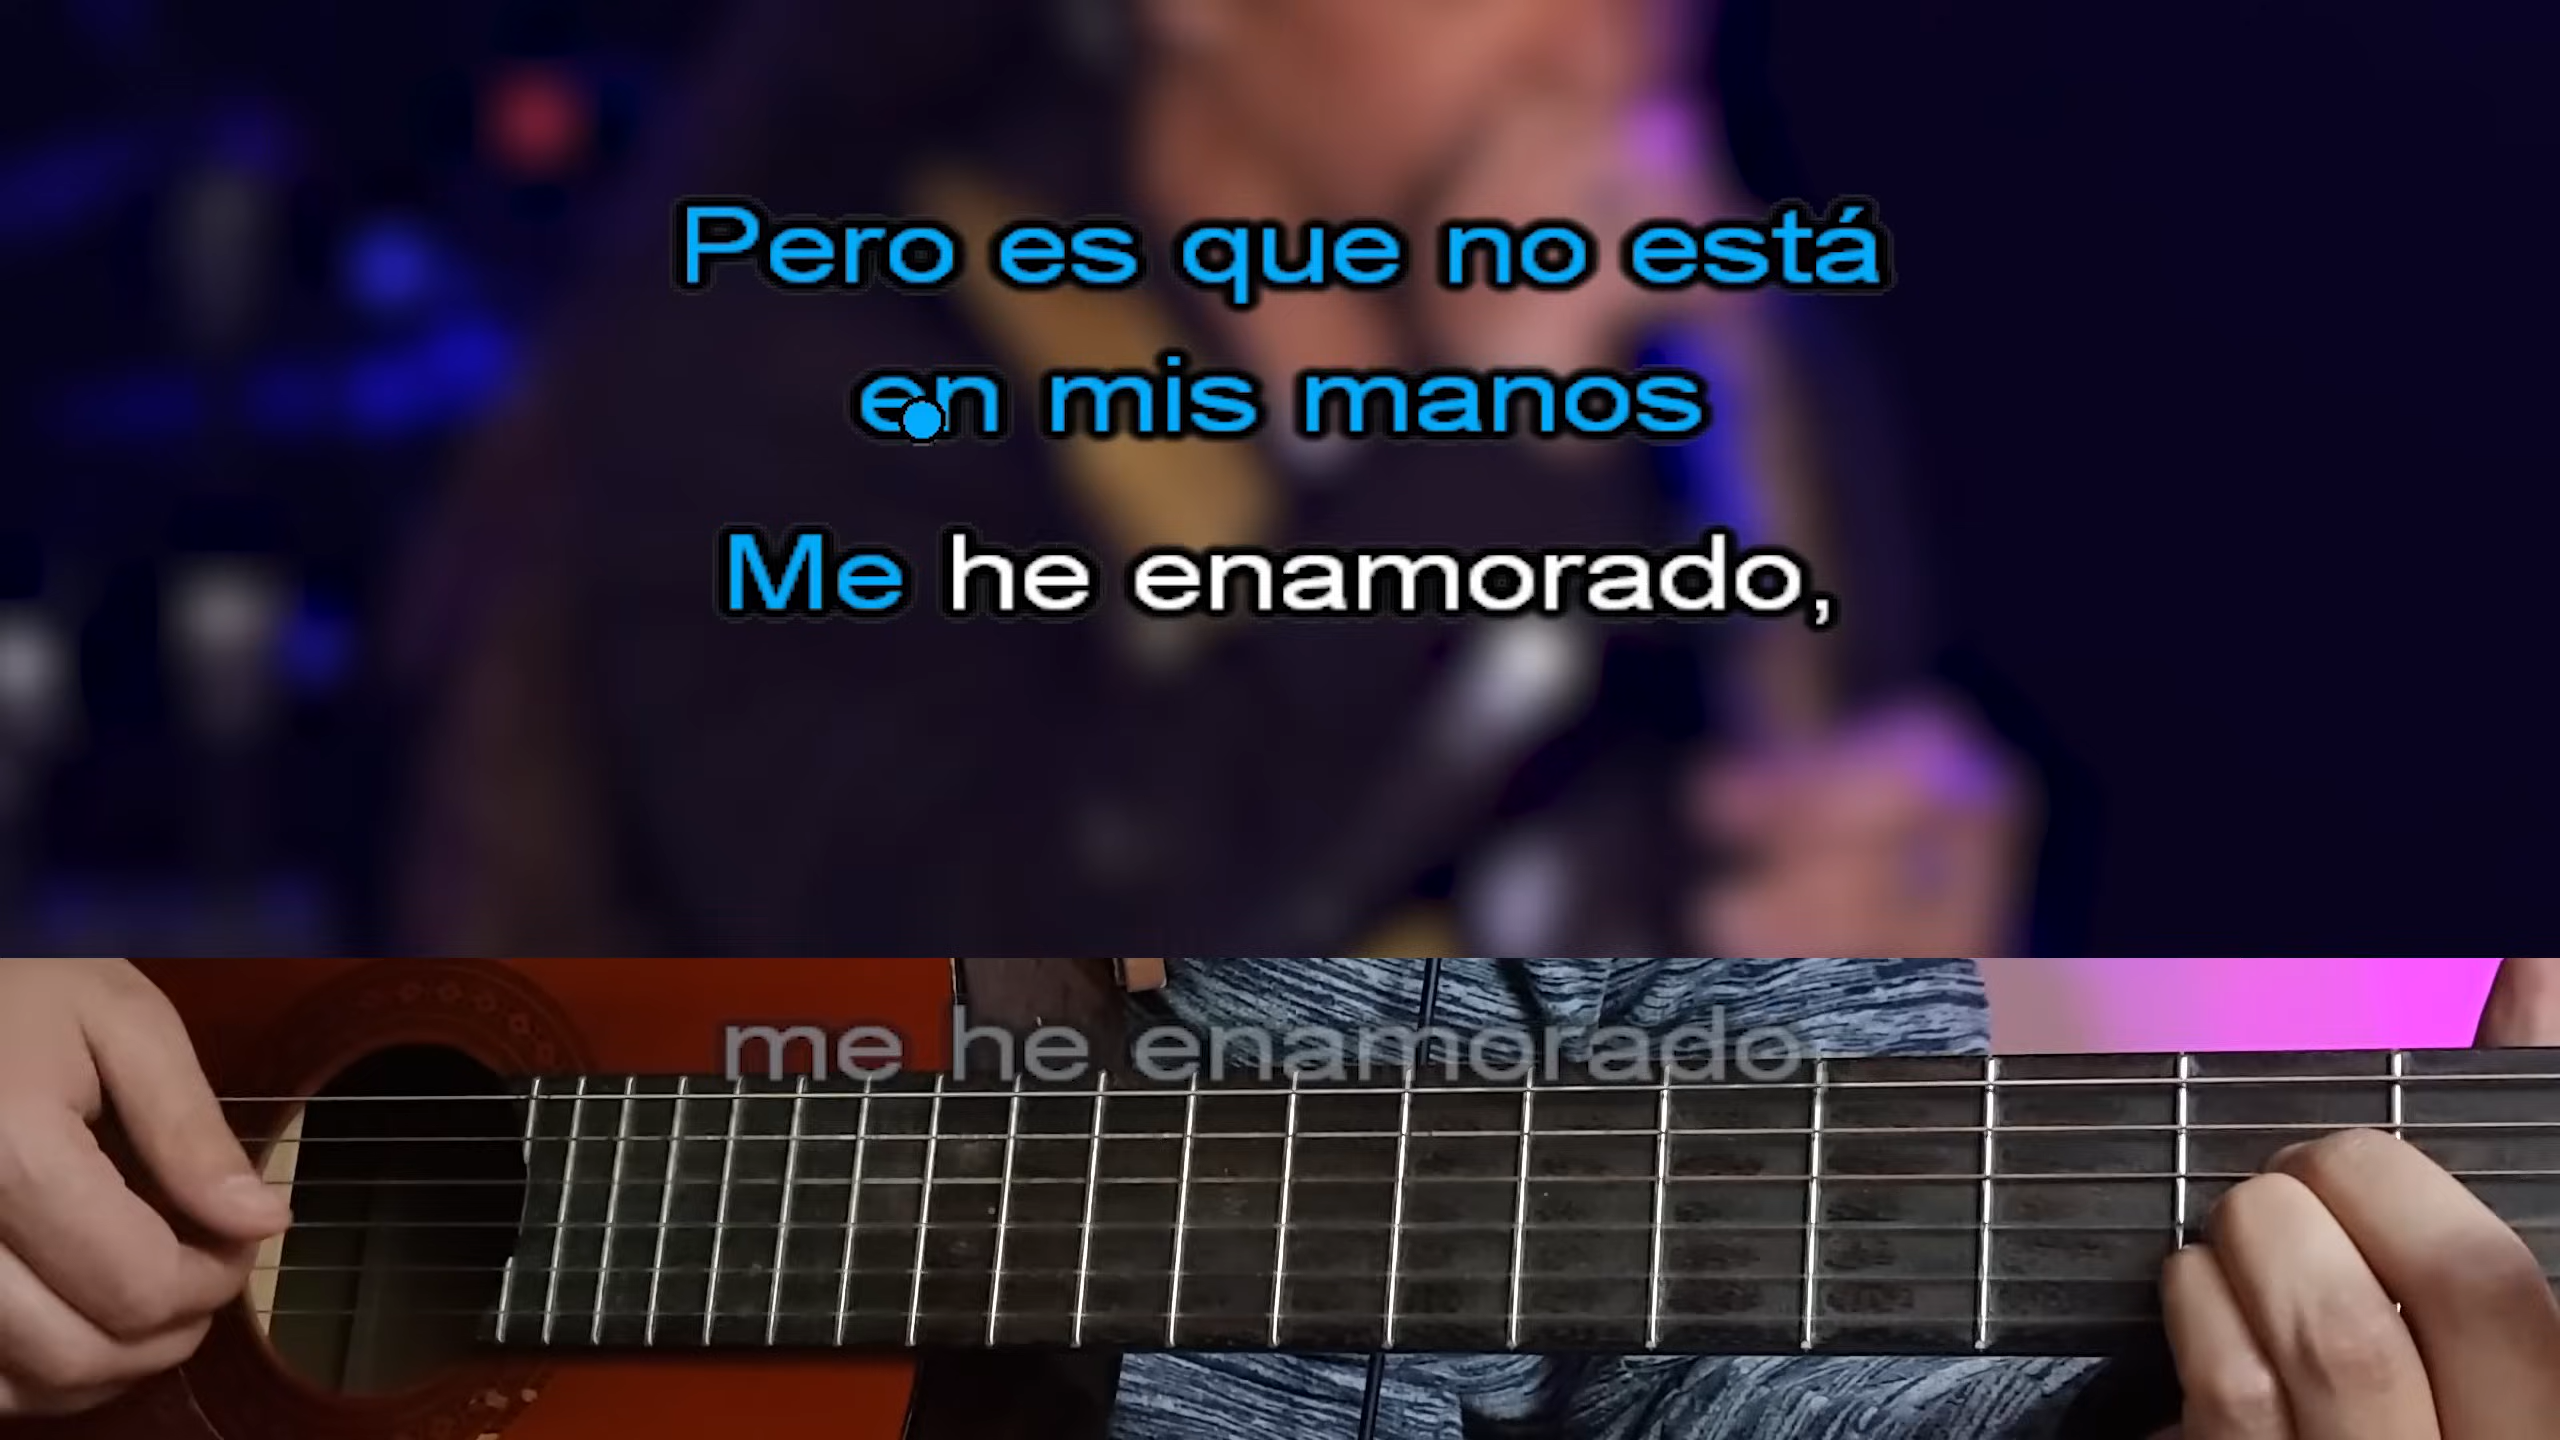 Pero es que no está
en mis manos
Me he enamorado,
me he enamorado